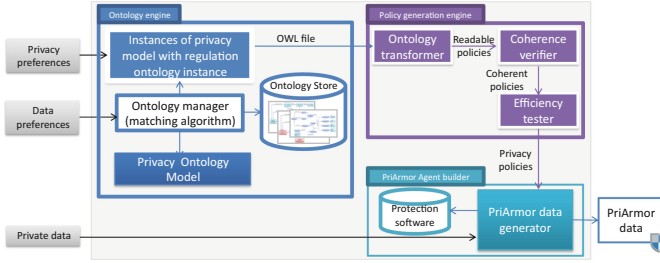 Ontology engine
Policy generation engine
Privacy
preferences
Instances of privacy
model with regulation
ontology instance
OWL file
Ontology
transformer
Readable
policies
Coherence
verifier
Data
preferences
Ontology manager
(matching algorithm)
Ontology Store
Coherent
policies
Efficiency
tester
Privacy Ontology
Model
Privacy
policies
PriArmor Agent builder
Protection
software
PriArmor data
generator
PriArmor
data
Private data